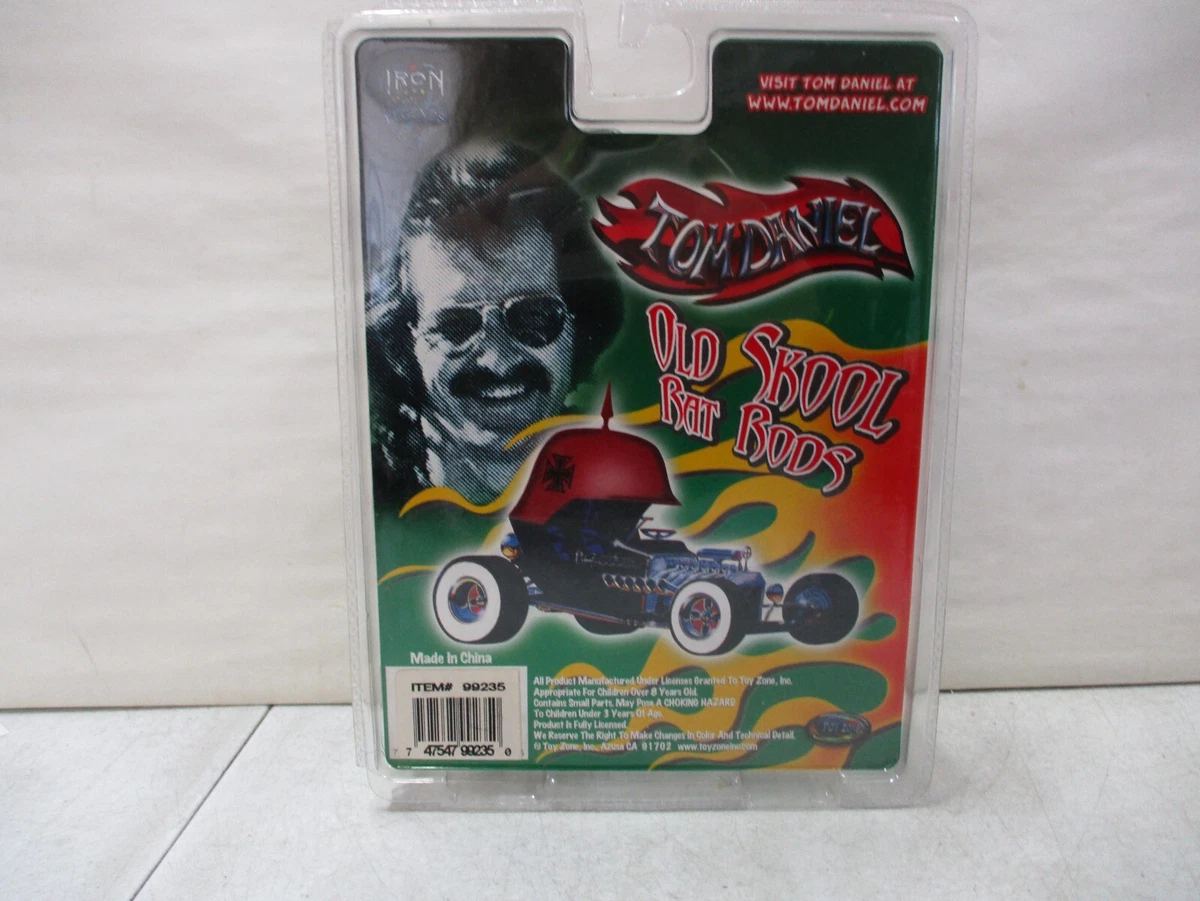 IRON
VISIT TOM DANIEL AT
WWW.TOMDANIEL.COM
TOM DANIEL
OLD SKOOL
RAT RODS
Made In China
ITEM# 99235
7 47547 99235 0
All Product Manufactured Under Licenses Granted To Toy Zone, Inc.
Appropriate For Children Over 8 Years Old.
Contains Small Parts. May Pose A CHOKING HAZARD
To Children Under 3 Years Of Age.
Product Is Fully Licensed.
We Reserve The Right To Make Changes In Color And Technical Detail.
© Toy Zone, Inc. Azusa CA 91702 www.toyzoneinc.com
TOY ZONE